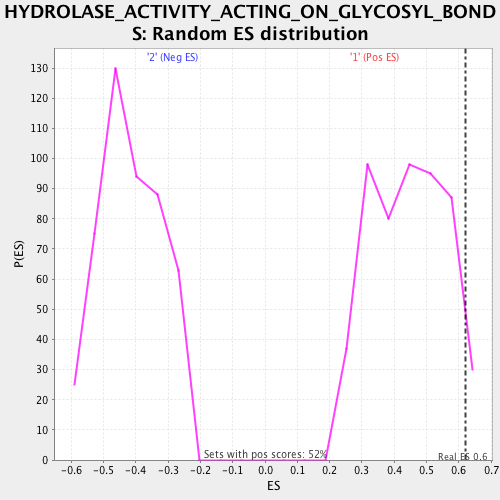 HYDROLASE_ACTIVITY_ACTING_ON_GLYCOSYL_BOND
S: Random ES distribution
'2' (Neg ES) '1' (Pos ES)
130
120
110
100
90
80
70
60
50
40
30
20
10
0
P(ES)
Sets with pos scores: 52%
Real ES 0.6
-0.6 -0.5 -0.4 -0.3 -0.2 -0.1 0.0 0.1 0.2 0.3 0.4 0.5 0.6 0.7
ES